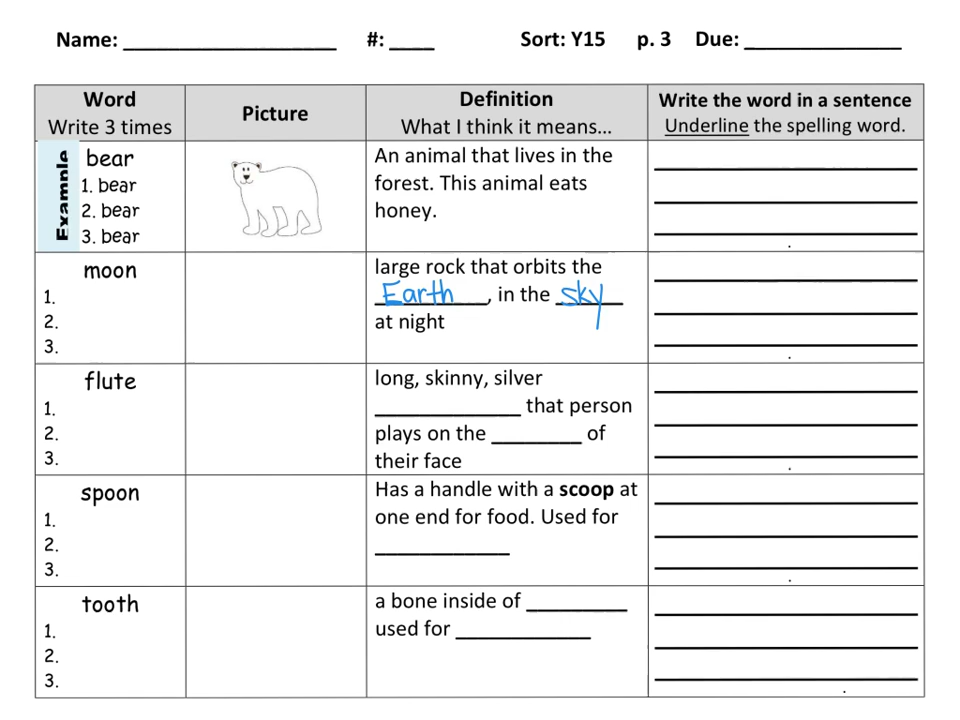 Name: ___________________ #: ____ Sort: Y15 p. 3 Due: ______________
Word
Write 3 times
Picture
Definition
What I think it means…
Write the word in a sentence
Underline the spelling word.
Example
bear
1. bear
2. bear
3. bear
An animal that lives in the
forest. This animal eats
honey.
.
moon
1.
2.
3.
large rock that orbits the
Earth, in the sky
at night
.
flute
1.
2.
3.
long, skinny, silver
_____________ that person
plays on the ________ of
their face
.
spoon
1.
2.
3.
Has a handle with a scoop at
one end for food. Used for
____________
.
tooth
1.
2.
3.
a bone inside of _________
used for ____________
.